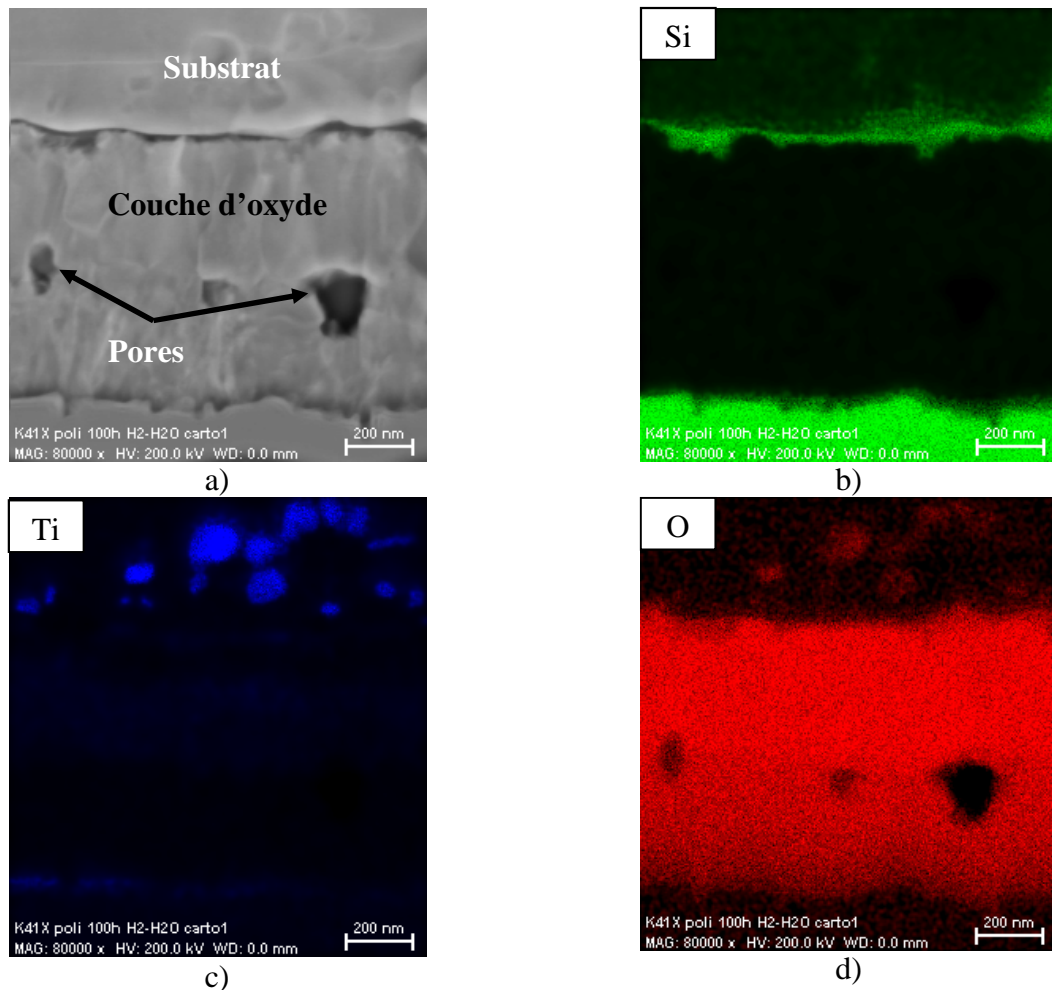 Substrat
Couche d'oxyde
Pores
K41X poli 100h H2-H2O carto1
MAG: 80000 x HV: 200.0 kV WD: 0.0 mm
200 nm
a)
Si
K41X poli 100h H2-H2O carto1
MAG: 80000 x HV: 200.0 kV WD: 0.0 mm
200 nm
b)
Ti
K41X poli 100h H2-H2O carto1
MAG: 80000 x HV: 200.0 kV WD: 0.0 mm
200 nm
c)
O
K41X poli 100h H2-H2O carto1
MAG: 80000 x HV: 200.0 kV WD: 0.0 mm
200 nm
d)